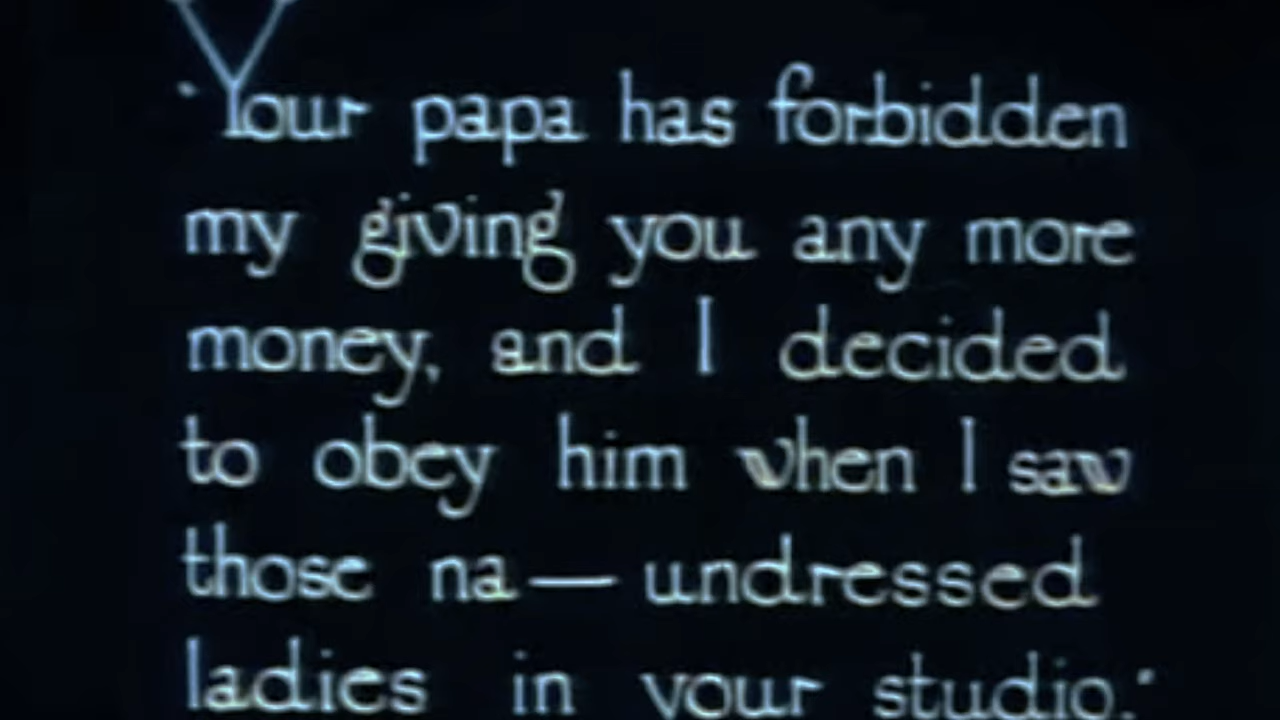 "Your papa has forbidden
my giving you any more
money, and I decided
to obey him when I saw
those na— undressed
ladies in your studio."